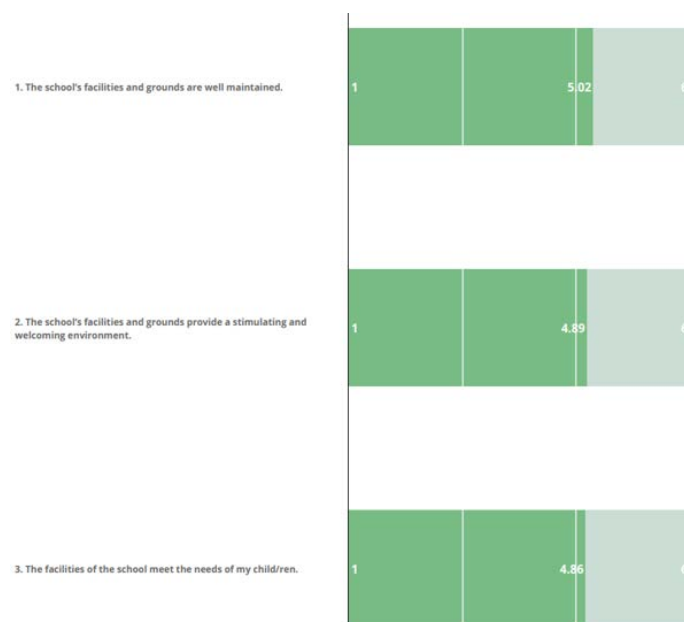 1. The school's facilities and grounds are well maintained.
1
5.02
2. The school's facilities and grounds provide a stimulating and
welcoming environment.
1
4.89
3. The facilities of the school meet the needs of my child/ren.
1
4.86